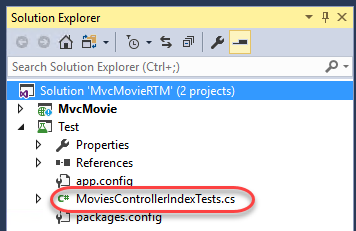 Solution Explorer
Search Solution Explorer (Ctrl+;)
Solution 'MvcMovieRTM' (2 projects)
MvcMovie
Test
Properties
References
app.config
C# MoviesControllerIndexTests.cs
packages.config